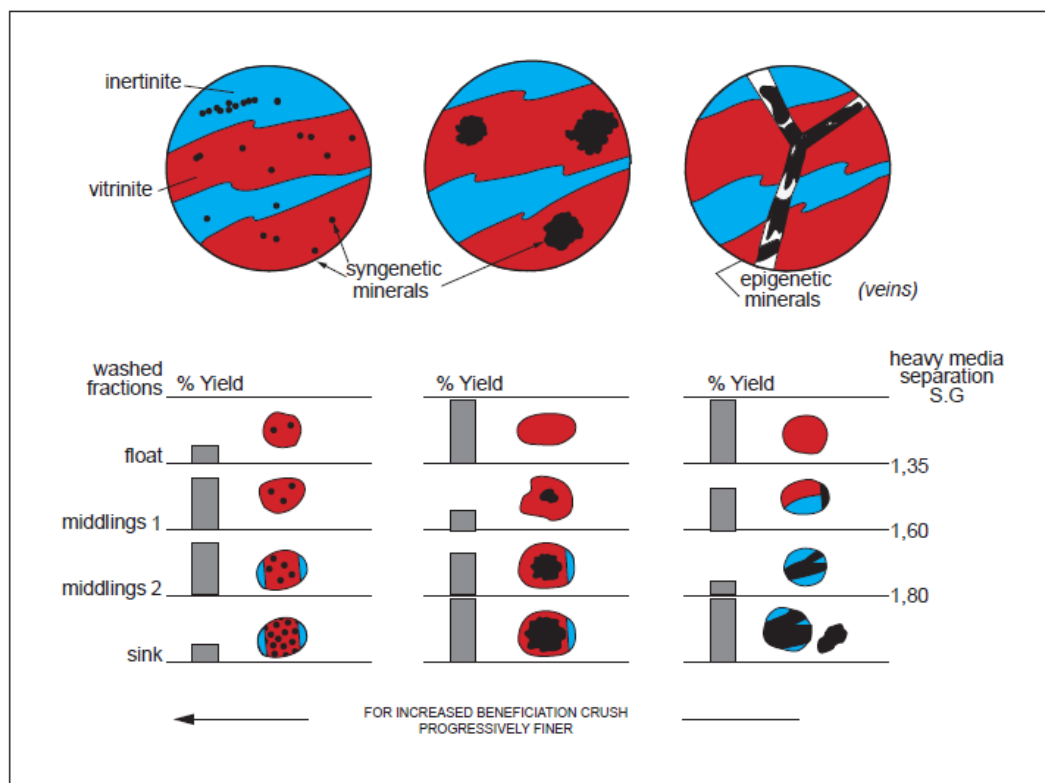 inertinite
vitrinite
syngenetic
minerals
epigenetic
minerals
(veins)
washed
fractions
% Yield
% Yield
% Yield
heavy media
separation
S.G
float
1,35
middlings 1
1,60
middlings 2
1,80
sink
FOR INCREASED BENEFICIATION CRUSH
PROGRESSIVELY FINER